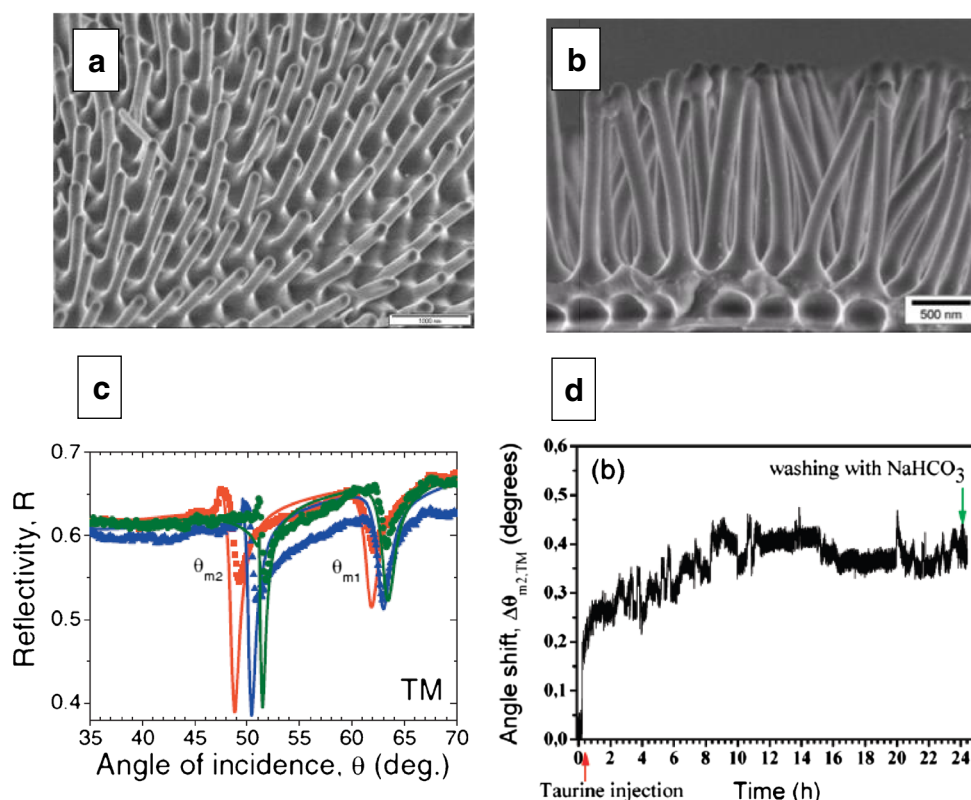 a
b
1000 nm
500 nm
c
d
0.7
0.6
0.5
0.4
Reflectivity, R
θm2
θm1
TM
35 40 45 50 55 60 65 70
Angle of incidence, θ (deg.)
(b)
washing with NaHCO3
0,6
0,5
0,4
0,3
0,2
0,1
0,0
Angle shift, Δθm2,TM (degrees)
0 2 4 6 8 10 12 14 16 18 20 22 24
Taurine injection
Time (h)